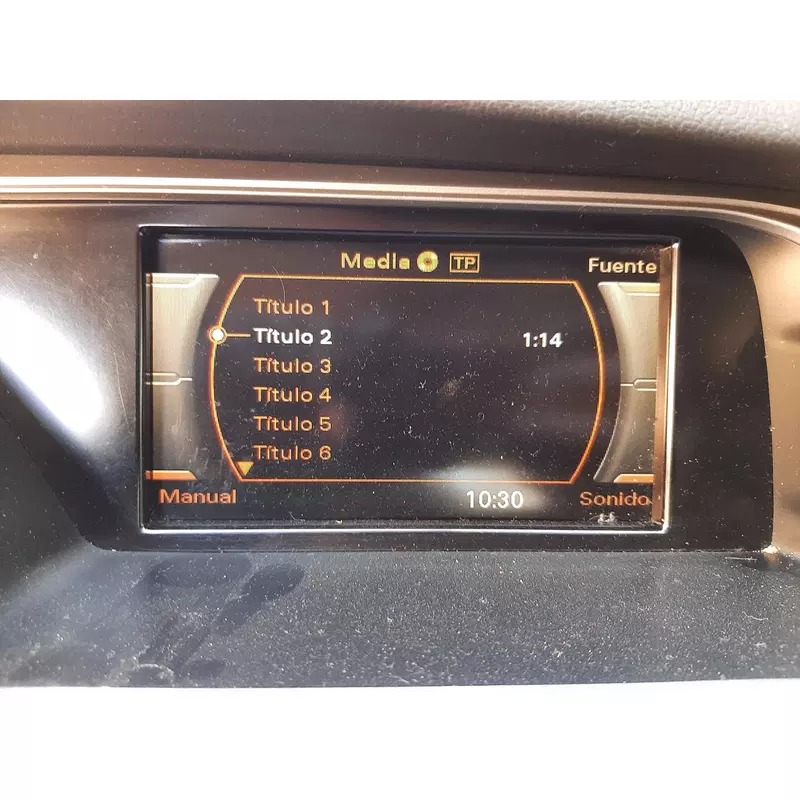 Media TP Fuente
Título 1
Título 2 1:14
Título 3
Título 4
Título 5
Título 6
Manual 10:30 Sonido